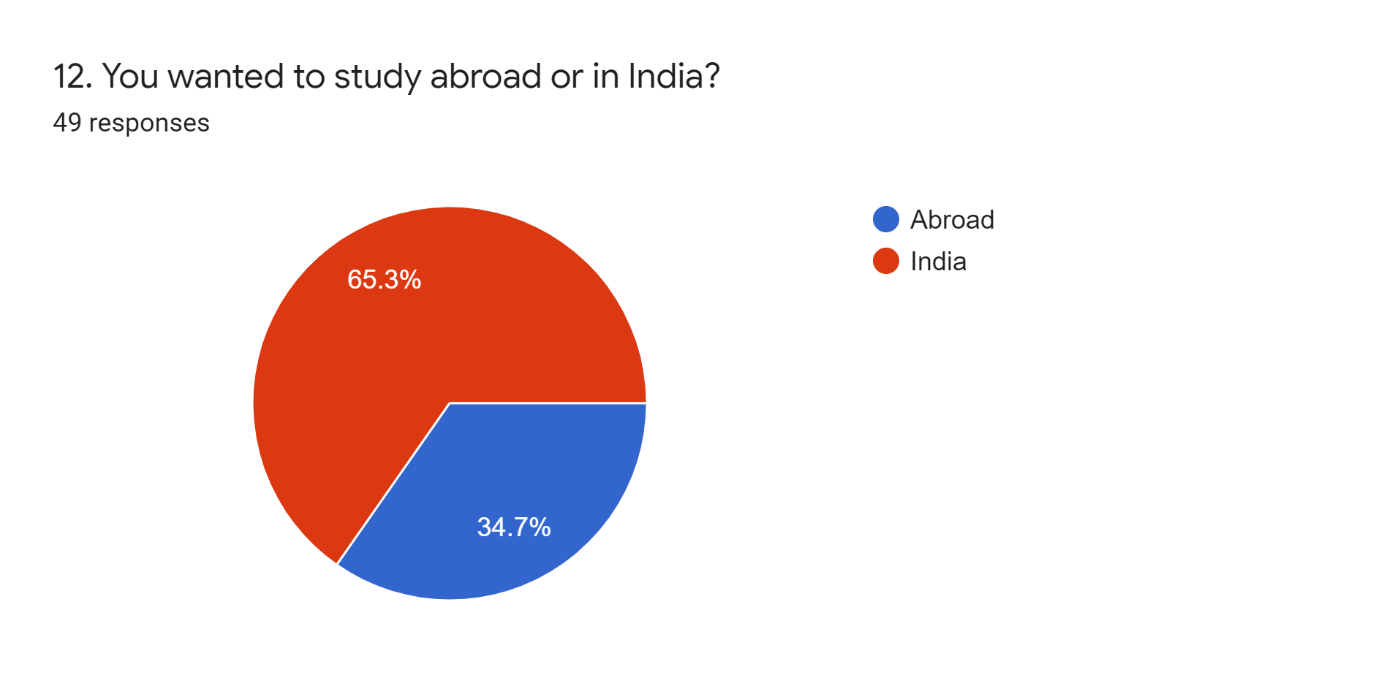 12. You wanted to study abroad or in India?
49 responses
Abroad
India
65.3%
34.7%